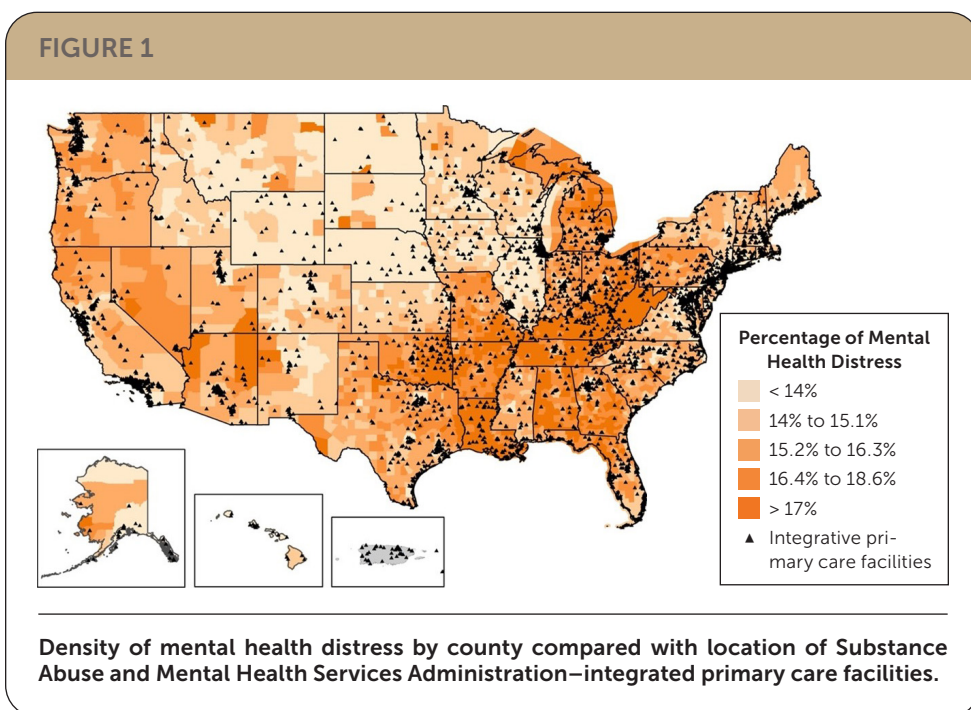 FIGURE 1
Percentage of Mental
Health Distress
< 14%
14% to 15.1%
15.2% to 16.3%
16.4% to 18.6%
> 17%
Integrative pri-
mary care facilities
Density of mental health distress by county compared with location of Substance
Abuse and Mental Health Services Administration–integrated primary care facilities.